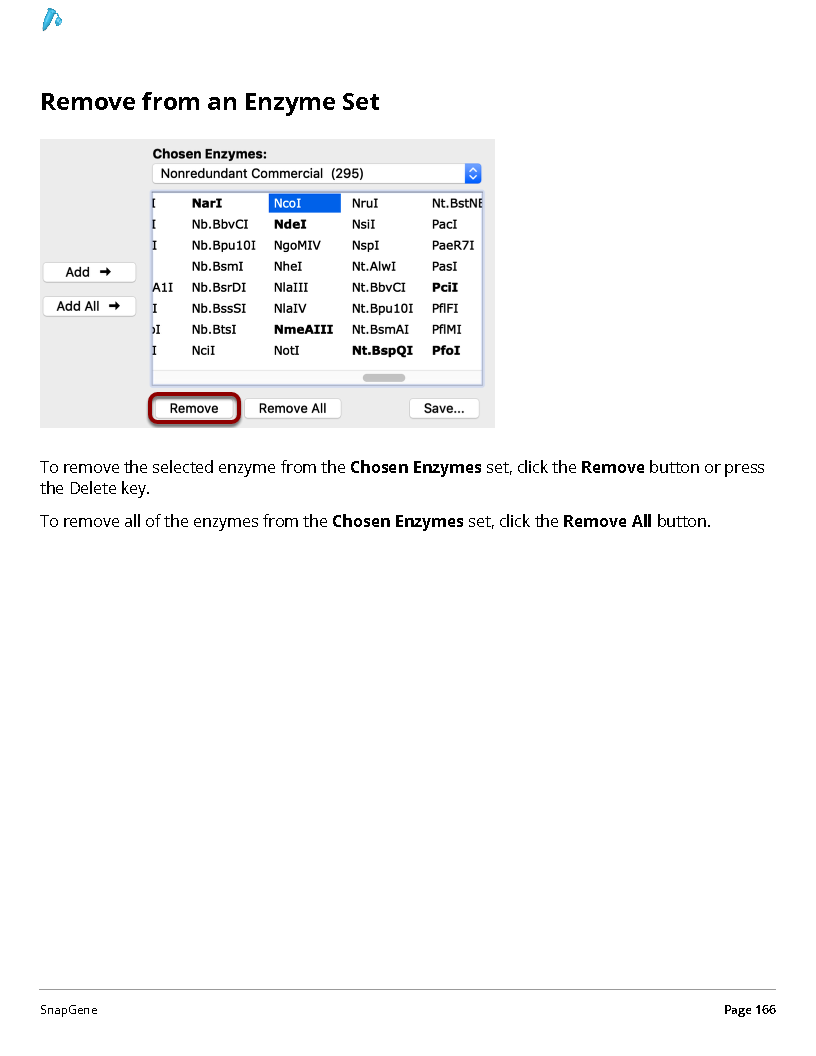 Remove from an Enzyme Set
Chosen Enzymes:
Nonredundant Commercial (295)
I NarI NcoI NruI Nt.BstNE
I Nb.BbvCI NdeI NsiI PacI
I Nb.Bpu10I NgoMIV NspI PaeR7I
Nb.BsmI NheI Nt.AlwI PasI
Add ➔
A1I Nb.BsrDI NlaIII Nt.BbvCI PciI
Add All ➔
I Nb.BssSI NlaIV Nt.Bpu10I PflFI
I Nb.BtsI NmeAIII Nt.BsmAI PflMI
I NciI NotI Nt.BspQI PfoI
Remove Remove All Save...
To remove the selected enzyme from the Chosen Enzymes set, click the Remove button or press
the Delete key.
To remove all of the enzymes from the Chosen Enzymes set, click the Remove All button.
SnapGene Page 166